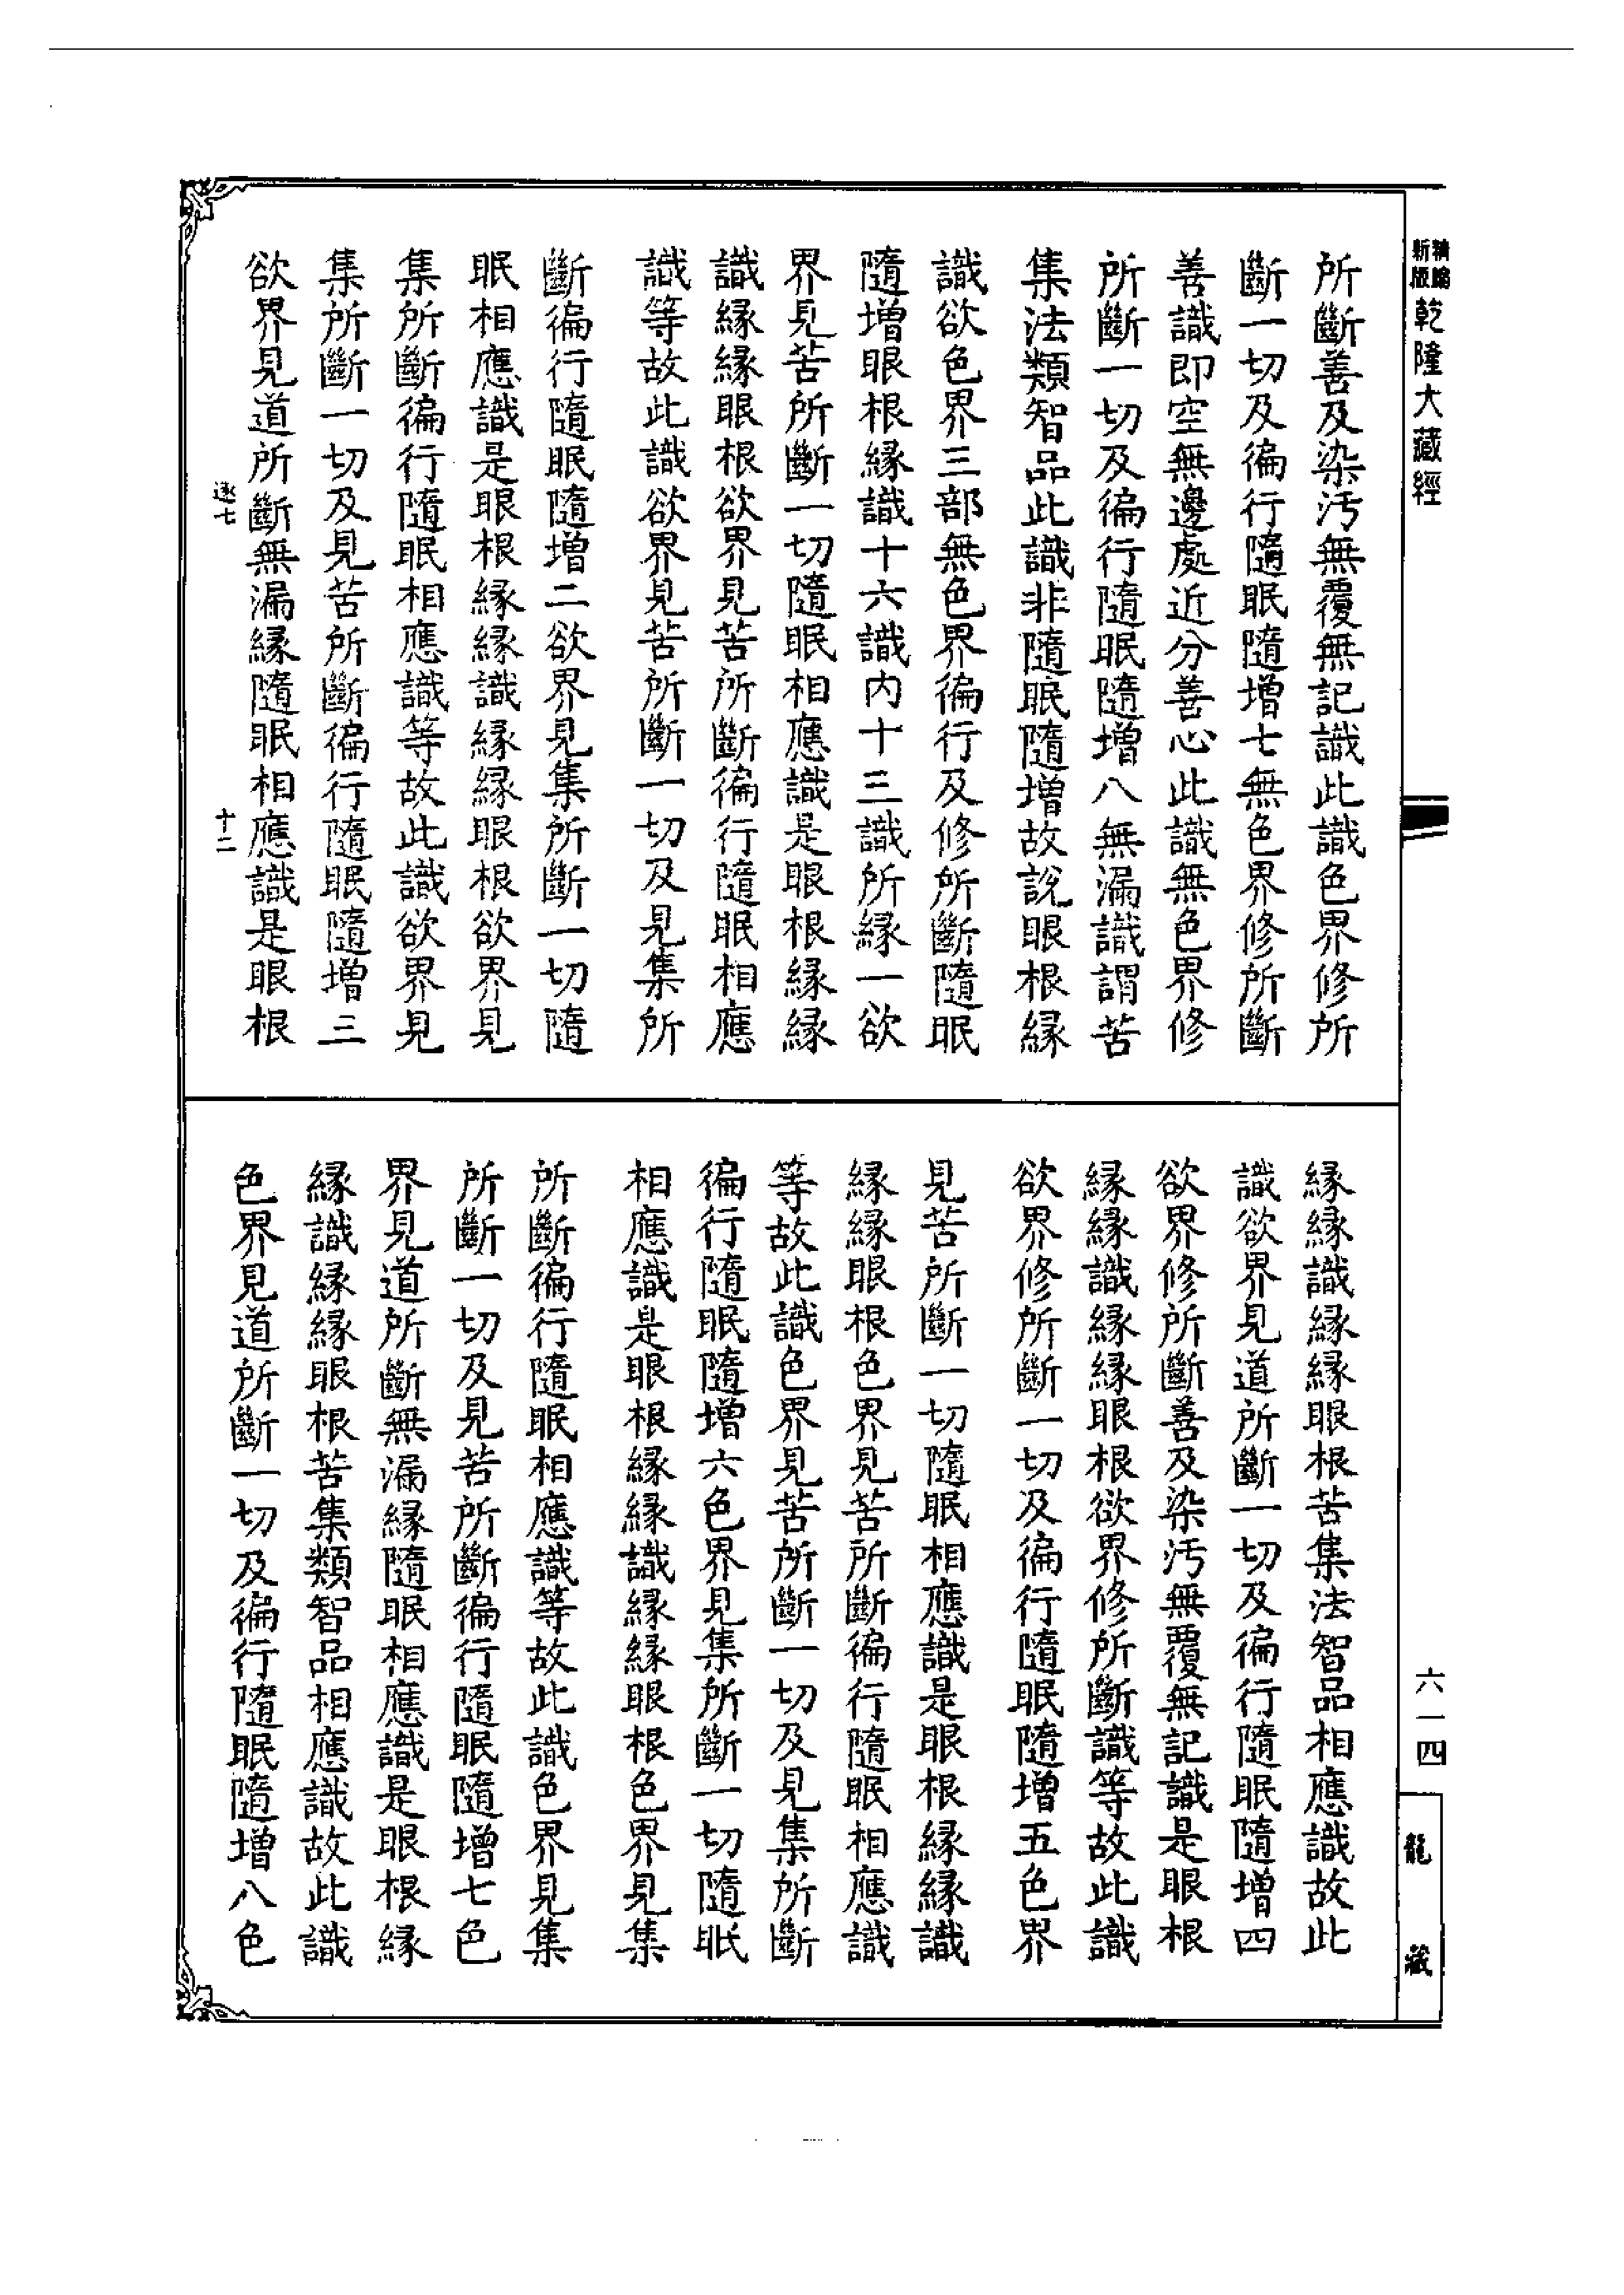 精縮
新版
乾隆大藏經
所斷善及染汚無覆無記識此識色界修所
斷一切及徧行隨眠隨增七無色界修所斷
善識即空無邊處近分善心此識無色界修
所斷一切及徧行隨眠隨增八無漏識謂苦
集法類智品此識非隨眠隨增故說眼根緣
識欲色界三部無色界徧行及修所斷隨眠
隨增眼根緣識十六識內十三識所緣一欲
界見苦所斷一切隨眠相應識是眼根緣緣
識緣緣眼根欲界見苦所斷徧行隨眠相應
識等故此識欲界見苦所斷一切及見集所
斷徧行隨眠隨增二欲界見集所斷一切隨
眠相應識是眼根緣緣識緣緣眼根欲界見
集所斷徧行隨眠相應識等故此識欲界見
集所斷一切及見苦所斷徧行隨眠隨增三
欲界見道所斷無漏緣隨眠相應識是眼根
逐七
十二
緣緣識緣緣眼根苦集法智品相應識故此
識欲界見道所斷一切及徧行隨眠隨增四
欲界修所斷善及染汚無覆無記識是眼根
緣緣識緣緣眼根欲界修所斷識等故此識
欲界修所斷一切及徧行隨眠隨增五色界
見苦所斷一切隨眠相應識是眼根緣緣識
緣緣眼根色界見苦所斷徧行隨眠相應識
等故此識色界見苦所斷一切及見集所斷
徧行隨眠隨增六色界見集所斷一切隨眠
相應識是眼根緣緣識緣緣眼根色界見集
所斷徧行隨眠相應識等故此識色界見集
所斷一切及見苦所斷徧行隨眠隨增七色
界見道所斷無漏緣隨眠相應識是眼根緣
緣識緣緣眼根苦集類智品相應識故此識
色界見道所斷一切及徧行隨眠隨增八色
六一四
龍藏